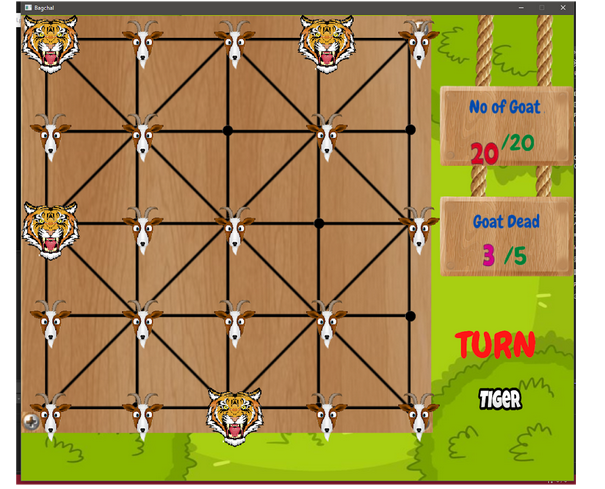 Bagchal
No of Goat
20/20
Goat Dead
3 /5
TURN
TIGER